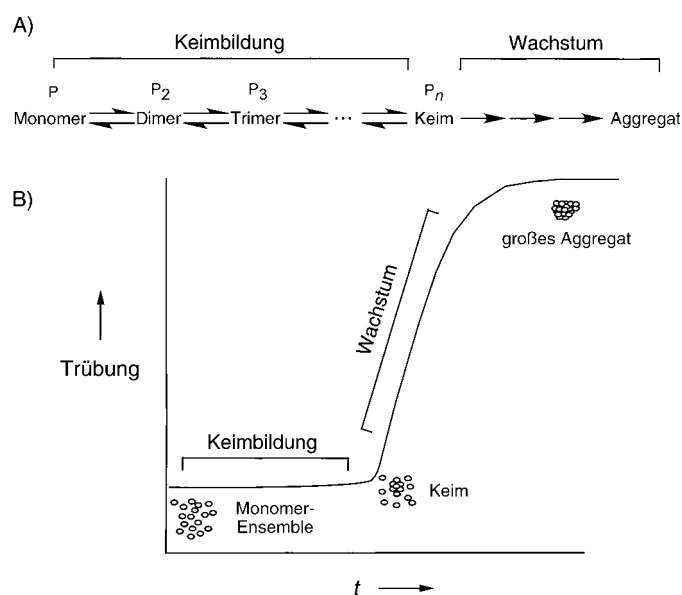 A)
Keimbildung
Wachstum
P P₂ P₃ Pₙ
Monomer Dimer Trimer ... Keim Aggregat
B)
großes Aggregat
Wachstum
Trübung
Keimbildung
Keim
Monomer-
Ensemble
t